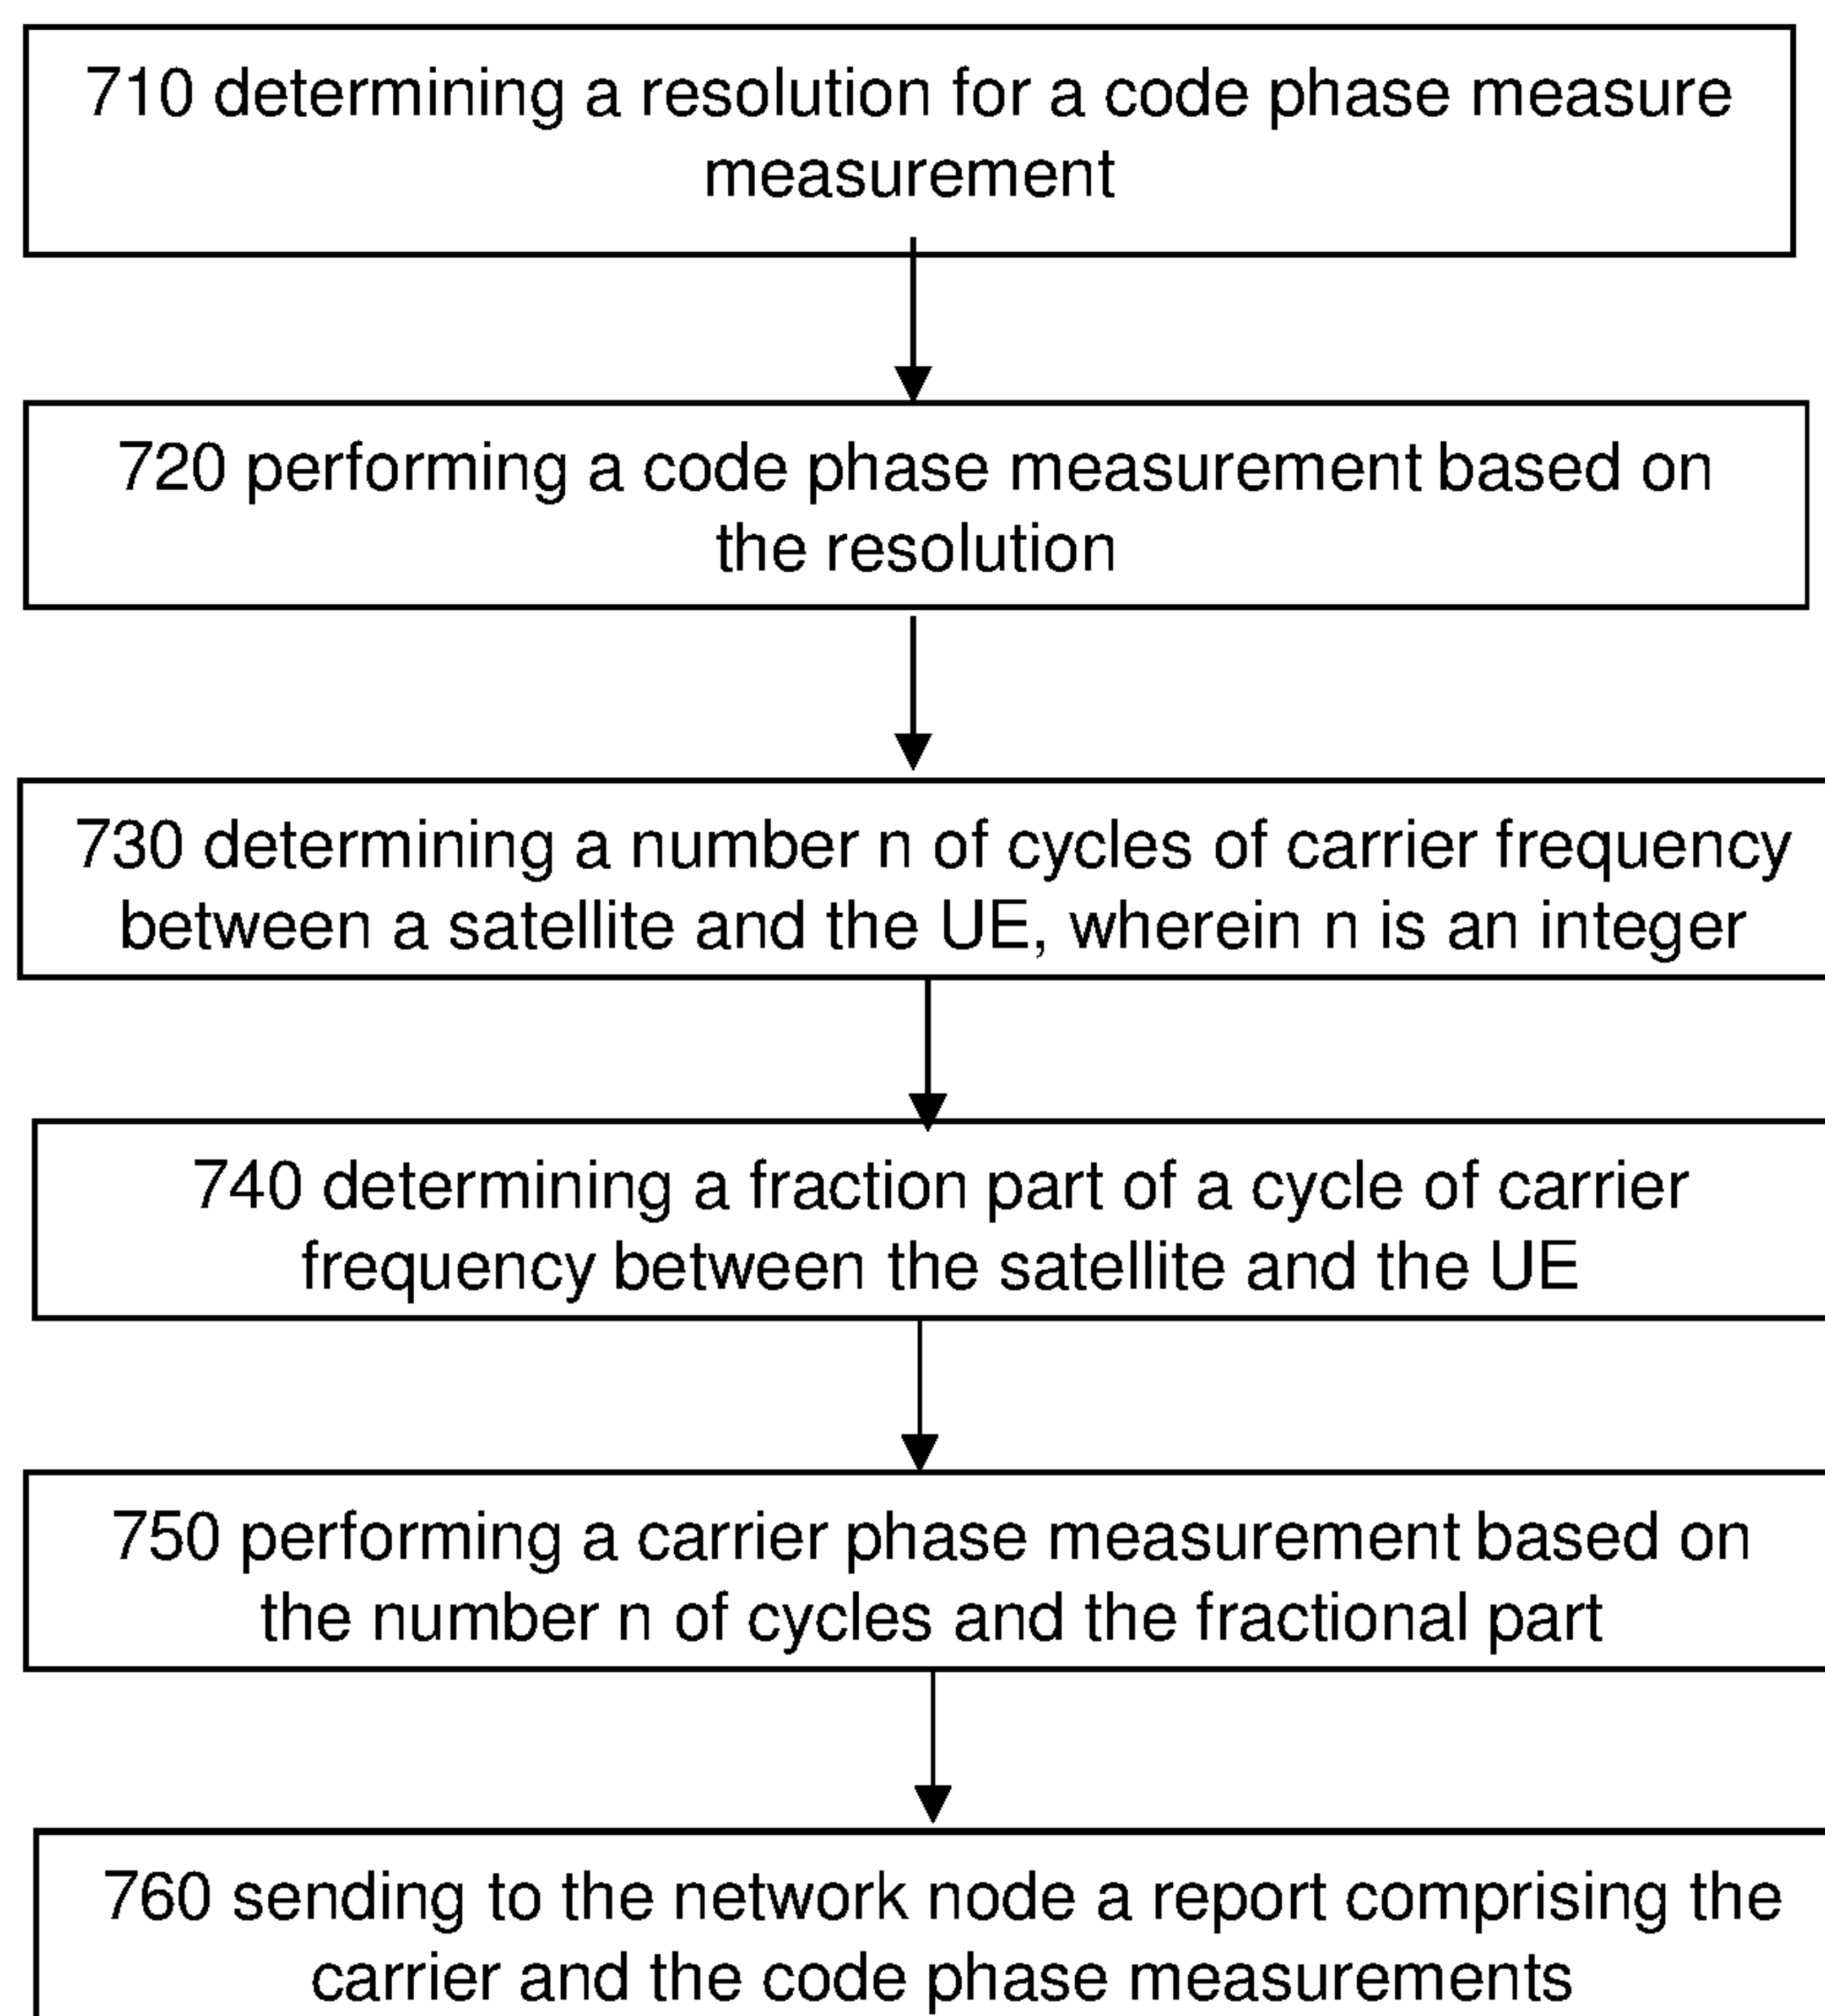 710 determining a resolution for a code phase measure
measurement
720 performing a code phase measurement based on
the resolution
730 determining a number n of cycles of carrier frequency
between a satellite and the UE, wherein n is an integer
740 determining a fraction part of a cycle of carrier
frequency between the satellite and the UE
750 performing a carrier phase measurement based on
the number n of cycles and the fractional part
760 sending to the network node a report comprising the
carrier and the code phase measurements